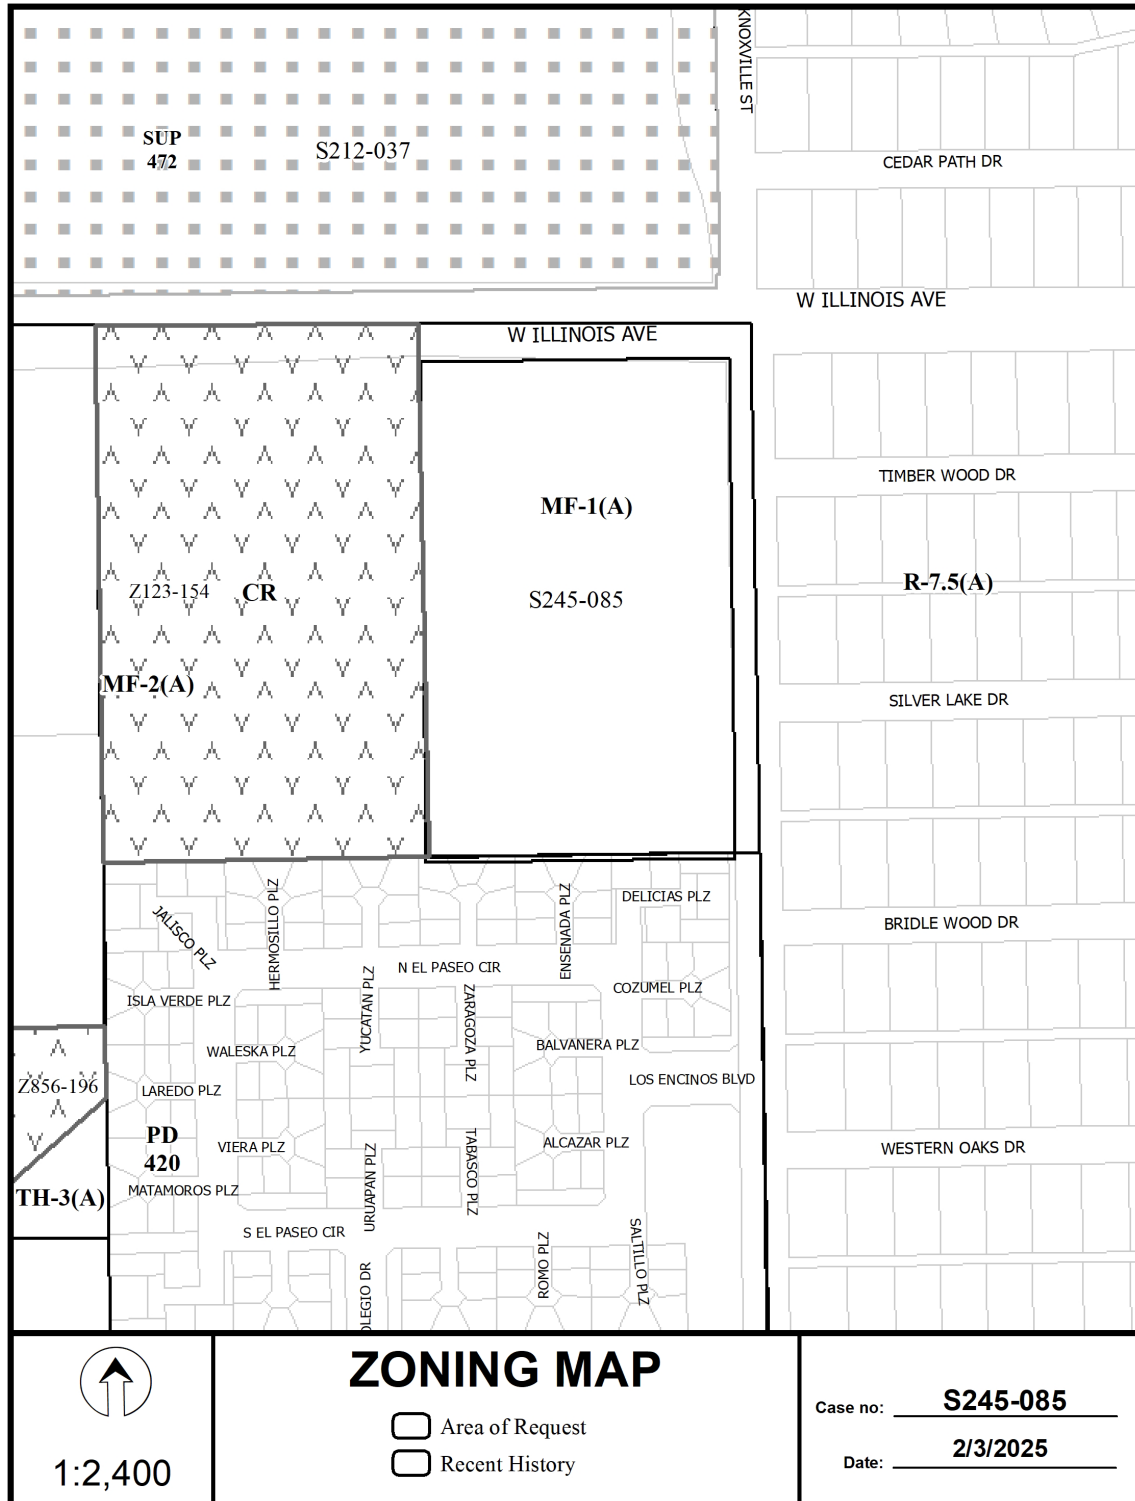 KNOXVILLE ST
SUP
472
S212-037
CEDAR PATH DR
W ILLINOIS AVE
W ILLINOIS AVE
TIMBER WOOD DR
MF-1(A)
Z123-154
CR
S245-085
R-7.5(A)
MF-2(A)
SILVER LAKE DR
DELICIAS PLZ
JALISCO PLZ
HERMOSILLO PLZ
ENSENADA PLZ
BRIDLE WOOD DR
N EL PASEO CIR
ISLA VERDE PLZ
YUCATAN PLZ
ZARAGOZA PLZ
COZUMEL PLZ
WALESKA PLZ
BALVANERA PLZ
Z856-196
LAREDO PLZ
LOS ENCINOS BLVD
PD
420
VIERA PLZ
URUAPAN PLZ
TABASCO PLZ
ALCAZAR PLZ
WESTERN OAKS DR
TH-3(A)
MATAMOROS PLZ
S EL PASEO CIR
ROMO PLZ
SALTILLO PLZ
OLEGIO DR
1:2,400
ZONING MAP
Area of Request
Recent History
Case no: S245-085
Date: 2/3/2025